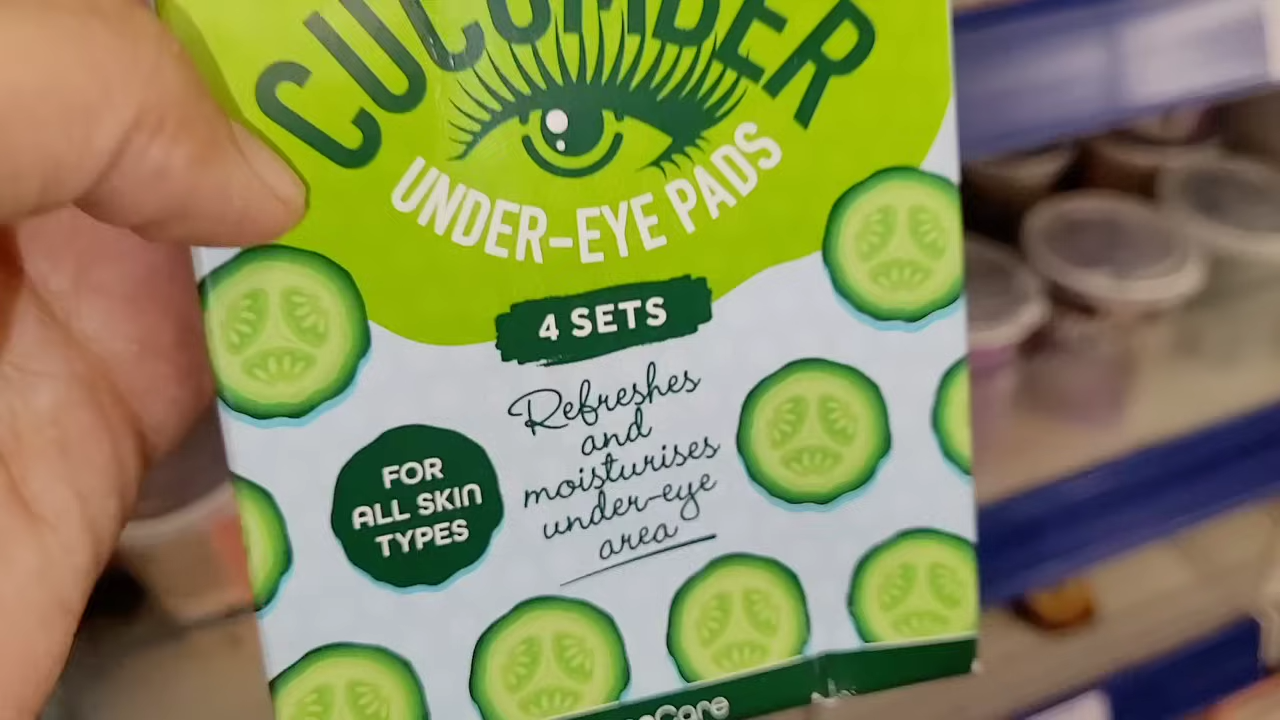 CUCUMBER
UNDER-EYE PADS
4 SETS
Refreshes
and
moisturises
under-eye
area
FOR
ALL SKIN
TYPES